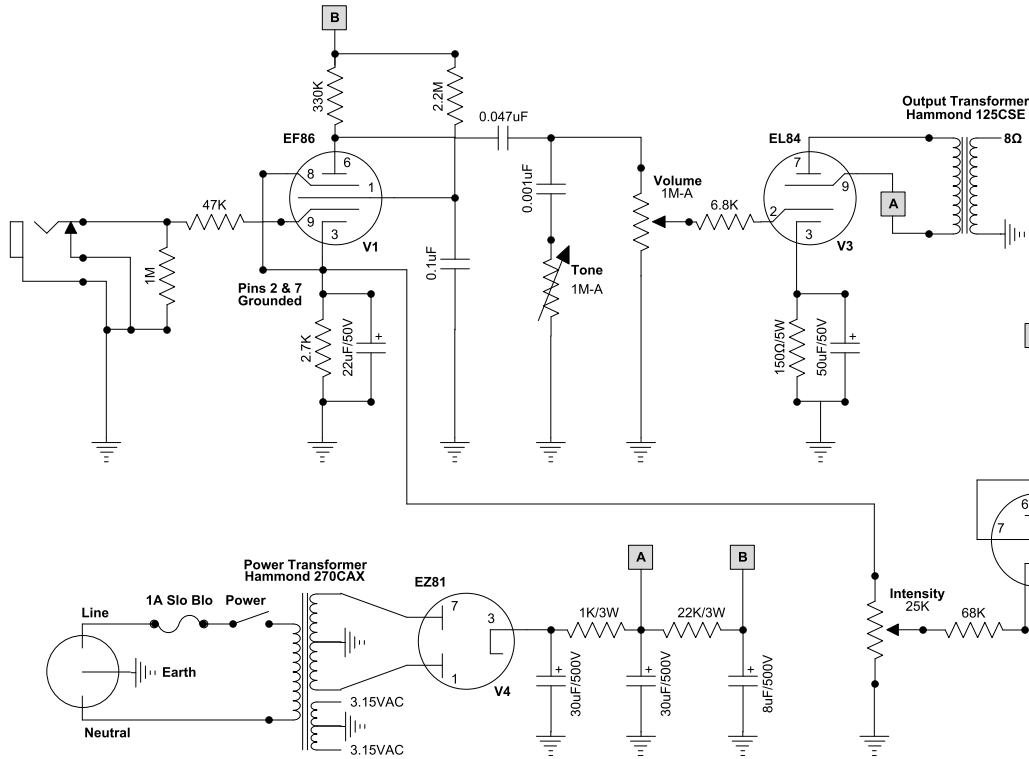 B
330K
2.2M
0.047uF
Output Transformer
Hammond 125CSE
EF86
EL84
8Ω
6
8
1
9
3
V1
47K
1M
0.001uF
Volume
1M-A
6.8K
7
9
2
3
V3
A
0.1uF
Tone
1M-A
Pins 2 & 7
Grounded
2.7K
22uF/50V
+
150Ω/5W
50uF/50V
+
6
7
Power Transformer
Hammond 270CAX
EZ81
A
B
1A Slo Blo
Power
Line
7
3
1
V4
1K/3W
22K/3W
Intensity
25K
68K
Earth
+
30uF/500V
+
30uF/500V
+
8uF/500V
3.15VAC
Neutral
3.15VAC